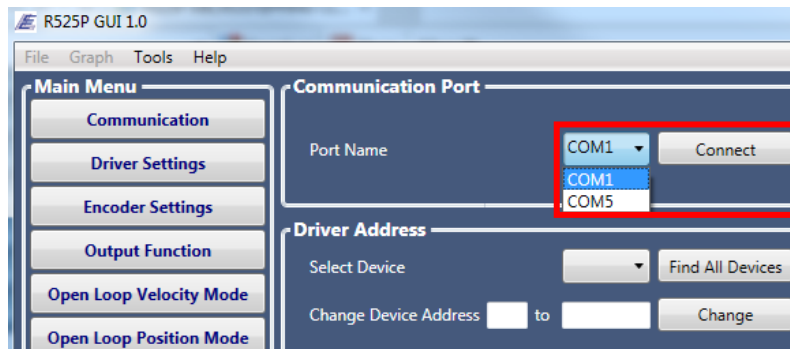 R525P GUI 1.0
File Graph Tools Help
Main Menu
Communication
Driver Settings
Encoder Settings
Output Function
Open Loop Velocity Mode
Open Loop Position Mode
Communication Port
Port Name COM1 Connect
COM1
COM5
Driver Address
Select Device Find All Devices
Change Device Address to Change